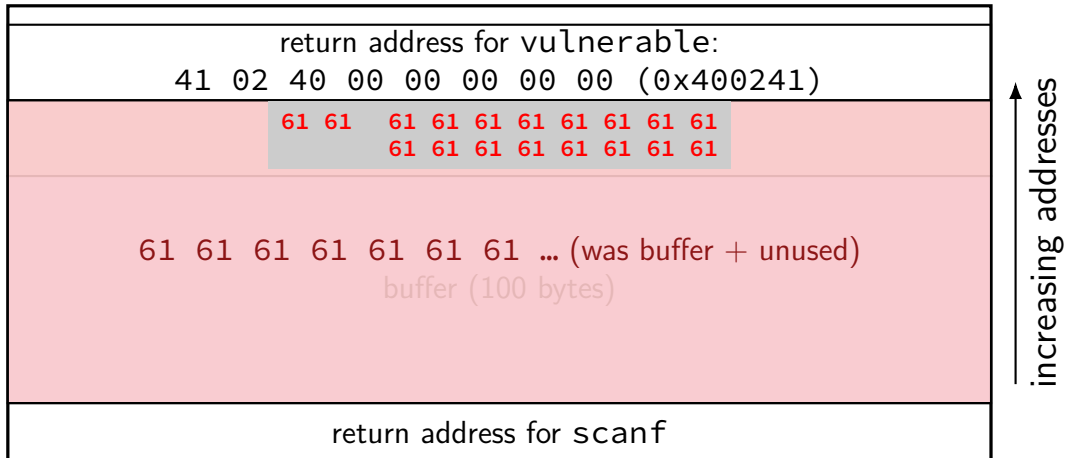 return address for vulnerable:
41 02 40 00 00 00 00 00 (0x400241)
61 61 61 61 61 61 61 61 61 61
61 61 61 61 61 61 61 61
61 61 61 61 61 61 61 … (was buffer + unused)
buffer (100 bytes)
return address for scanf
increasing addresses